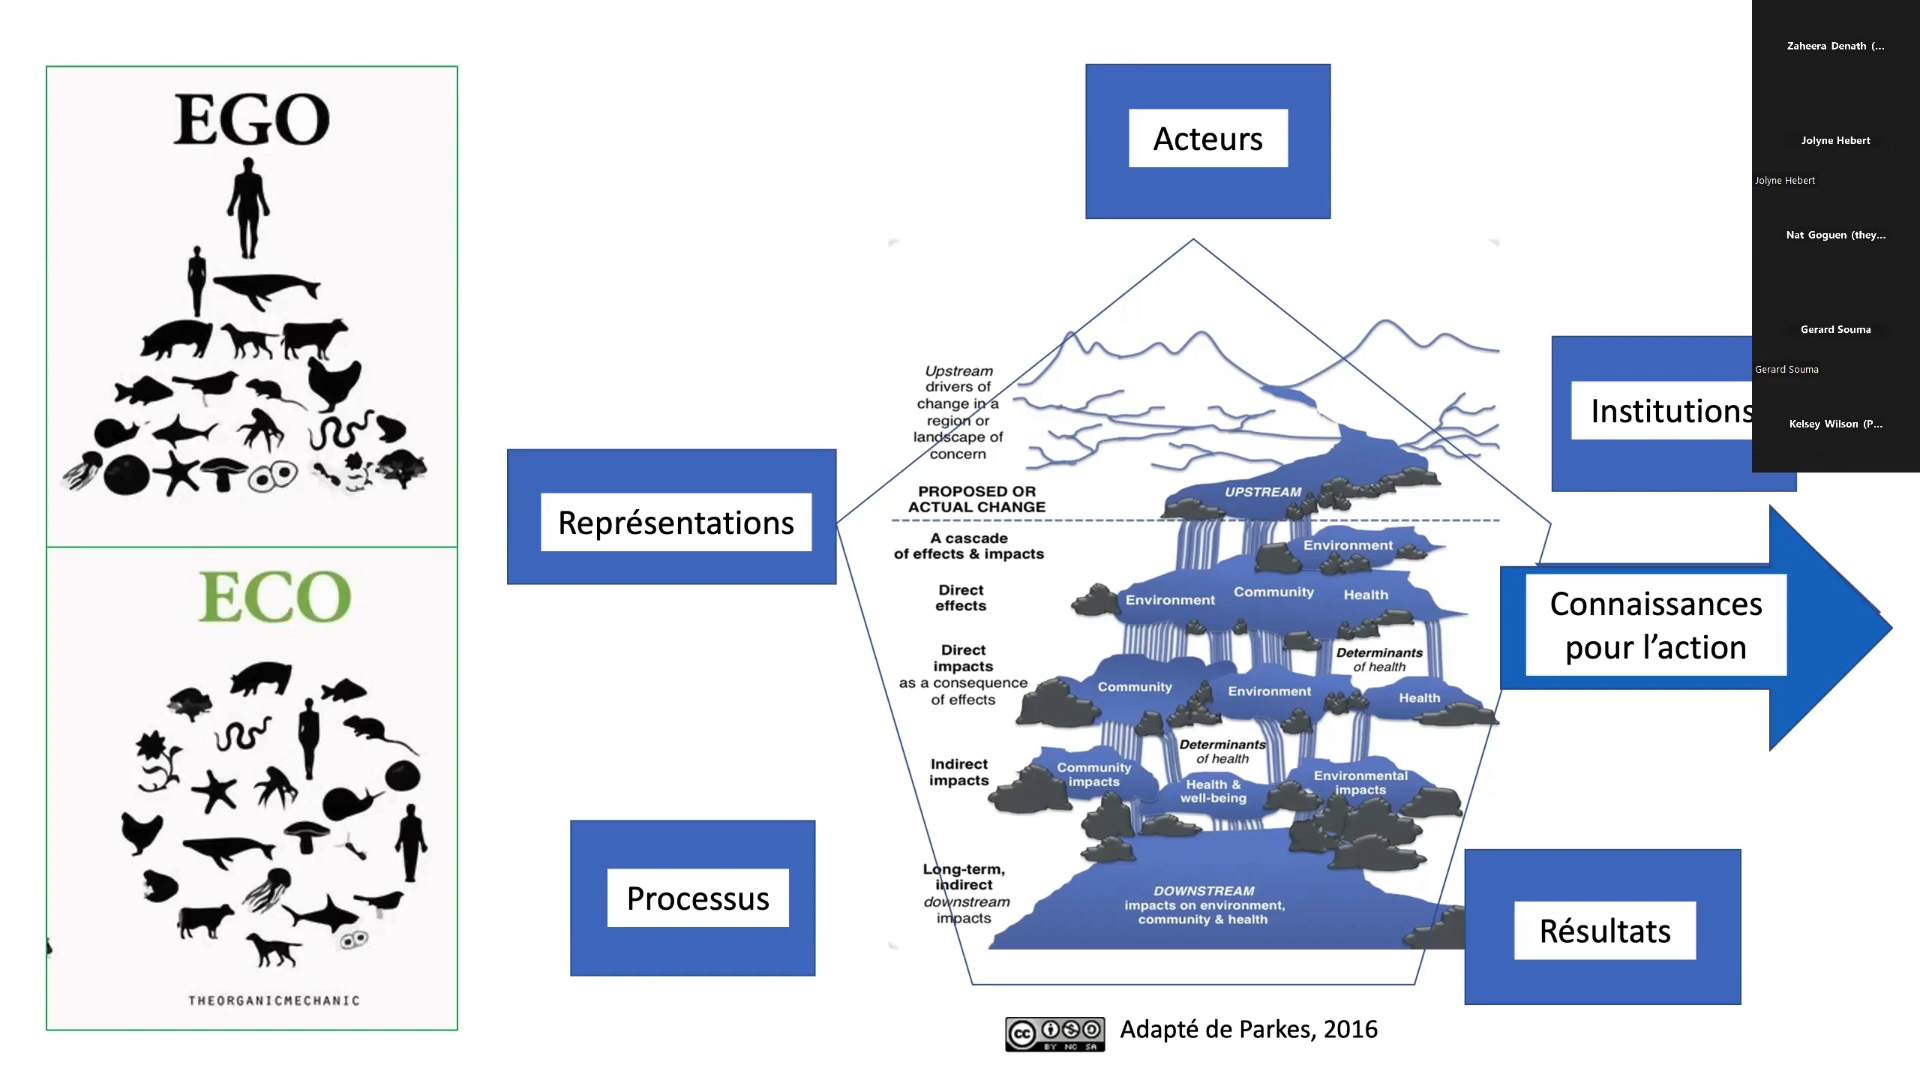 EGO
ECO
THEORGANICMECHANIC
Acteurs
Représentations
Institutions
Processus
Connaissances
pour l’action
Résultats
Upstream
drivers of
change in a
region or
landscape of
concern
PROPOSED OR
ACTUAL CHANGE
UPSTREAM
A cascade
of effects & impacts
Environment
Direct
effects
Environment
Community
Health
Direct
impacts
as a consequence
of effects
Determinants
of health
Community
Environment
Health
Determinants
of health
Indirect
impacts
Community
impacts
Health &
well-being
Environmental
impacts
Long-term,
indirect
downstream
impacts
DOWNSTREAM
impacts on environment,
community & health
cc
BY NC SA
Adapté de Parkes, 2016
Zaheera Denath (...
Jolyne Hebert
Jolyne Hebert
Nat Goguen (they...
Gerard Souma
Gerard Souma
Kelsey Wilson (P...